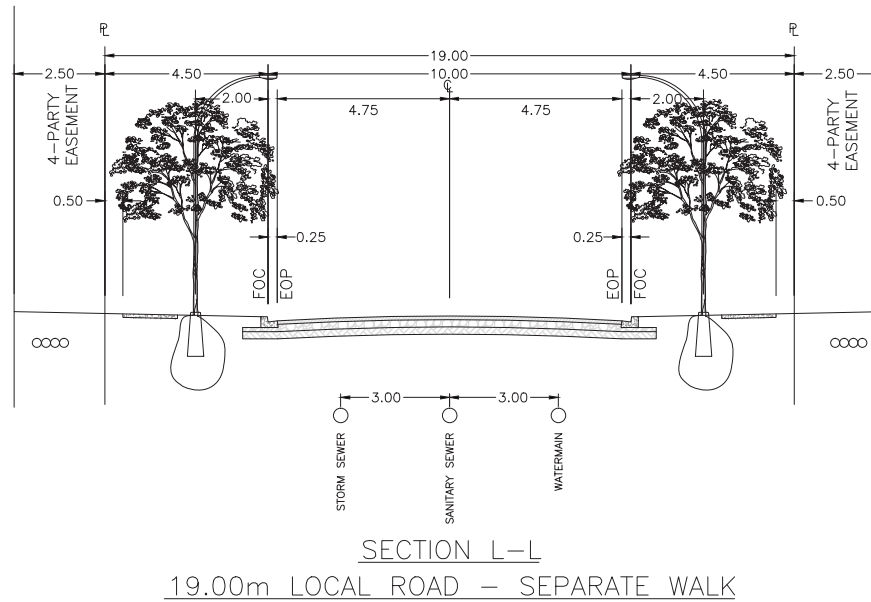 ℄ ℄
19.00
2.50 4.50 10.00 4.50 2.50
℄
2.00 2.00
4.75 4.75
4-PARTY
EASEMENT
4-PARTY
EASEMENT
0.50 0.50
0.25 0.25
FOC
EOP
EOP
FOC
3.00 3.00
STORM SEWER
SANITARY SEWER
WATERMAIN
SECTION L-L
19.00m LOCAL ROAD - SEPARATE WALK